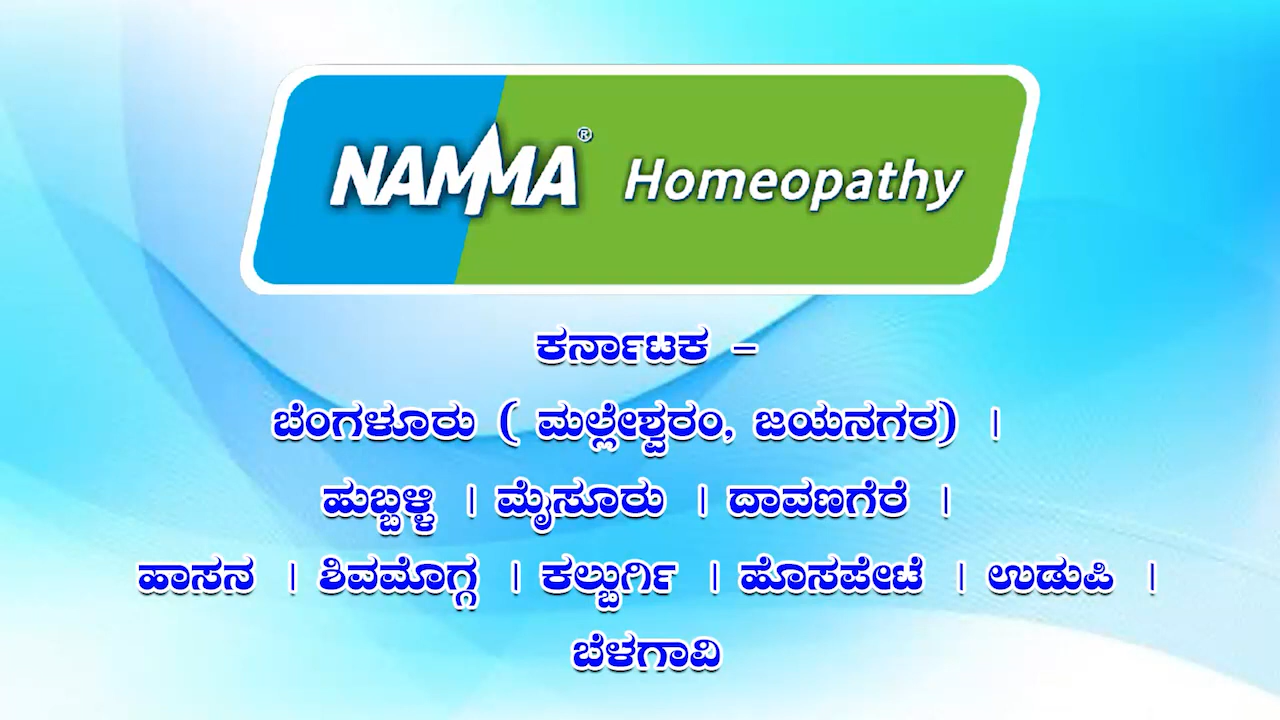 NAMMA® Homeopathy
ಕರ್ನಾಟಕ –
ಬೆಂಗಳೂರು ( ಮಲ್ಲೇಶ್ವರಂ, ಜಯನಗರ) |
ಹುಬ್ಬಳ್ಳಿ | ಮೈಸೂರು | ದಾವಣಗೆರೆ |
ಹಾಸನ | ಶಿವಮೊಗ್ಗ | ಕಲ್ಬುರ್ಗಿ | ಹೊಸಪೇಟೆ | ಉಡುಪಿ |
ಬೆಳಗಾವಿ